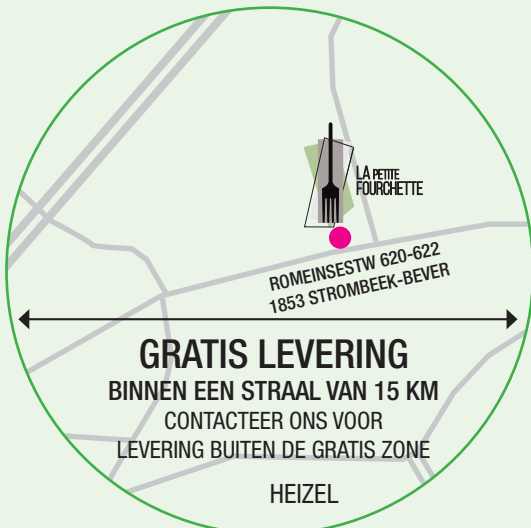 LA PETITE
FOURCHETTE
ROMEINSESTW 620-622
1853 STROMBEEK-BEVER
GRATIS LEVERING
BINNEN EEN STRAAL VAN 15 KM
CONTACTEER ONS VOOR
LEVERING BUITEN DE GRATIS ZONE
HEIZEL